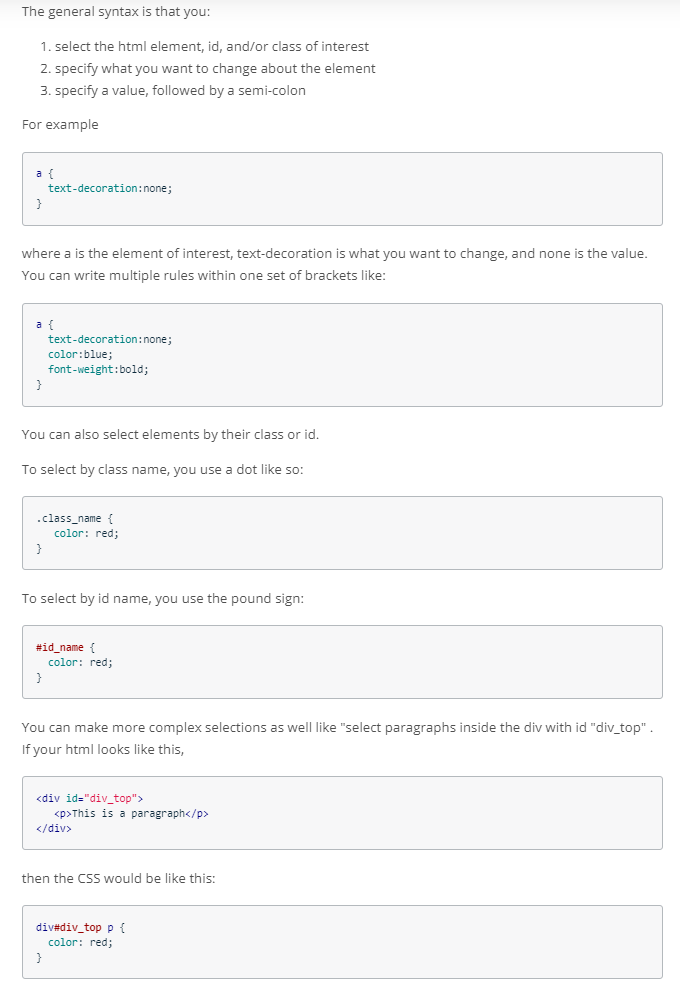 The general syntax is that you:
1. select the html element, id, and/or class of interest
2. specify what you want to change about the element
3. specify a value, followed by a semi-colon
For example
a {
  text-decoration:none;
}
where a is the element of interest, text-decoration is what you want to change, and none is the value.
You can write multiple rules within one set of brackets like:
a {
  text-decoration:none;
  color:blue;
  font-weight:bold;
}
You can also select elements by their class or id.
To select by class name, you use a dot like so:
.class_name {
   color: red;
}
To select by id name, you use the pound sign:
#id_name {
  color: red;
}
You can make more complex selections as well like "select paragraphs inside the div with id "div_top" .
If your html looks like this,
<div id="div_top">
   <p>This is a paragraph</p>
</div>
then the CSS would be like this:
div#div_top p {
  color: red;
}